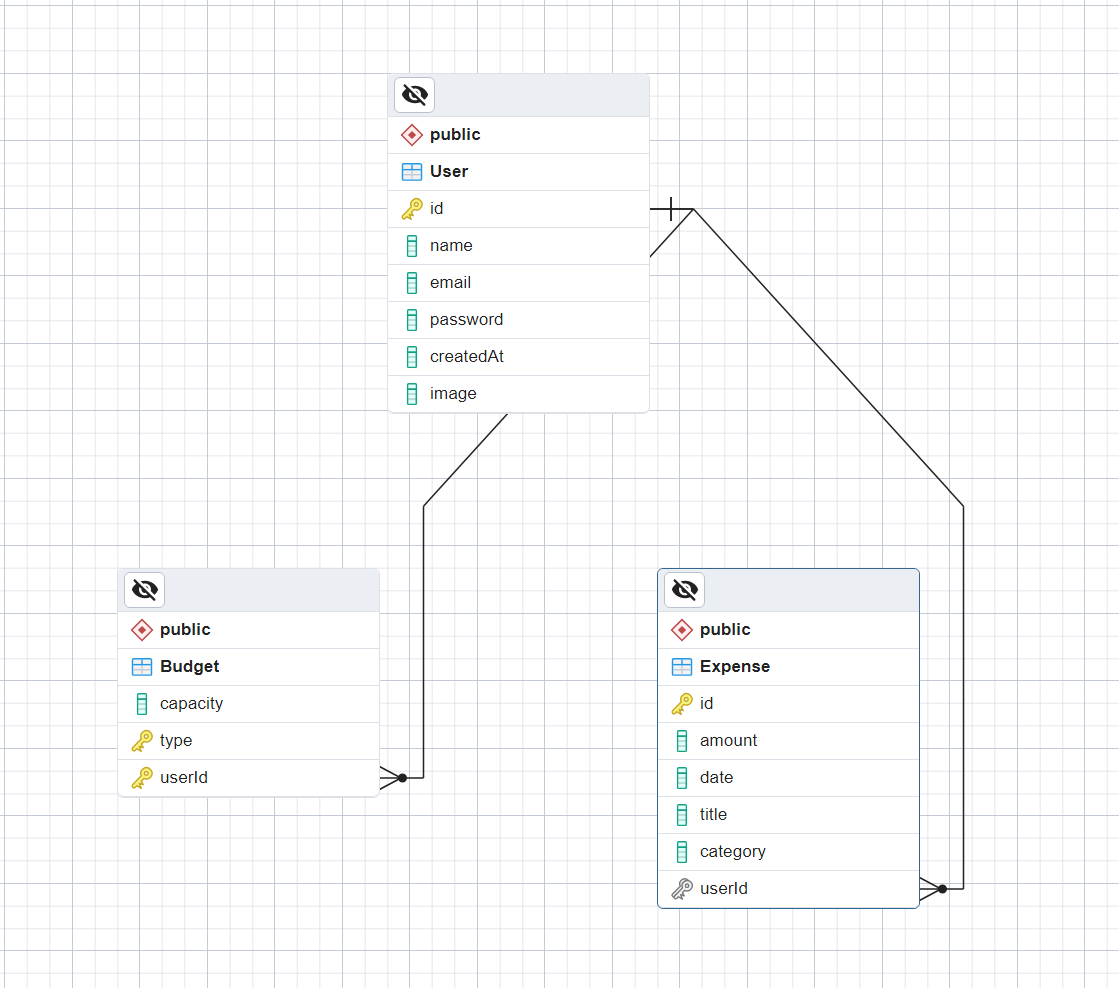 public
User
id
name
email
password
createdAt
image
public
Budget
capacity
type
userId
public
Expense
id
amount
date
title
category
userId